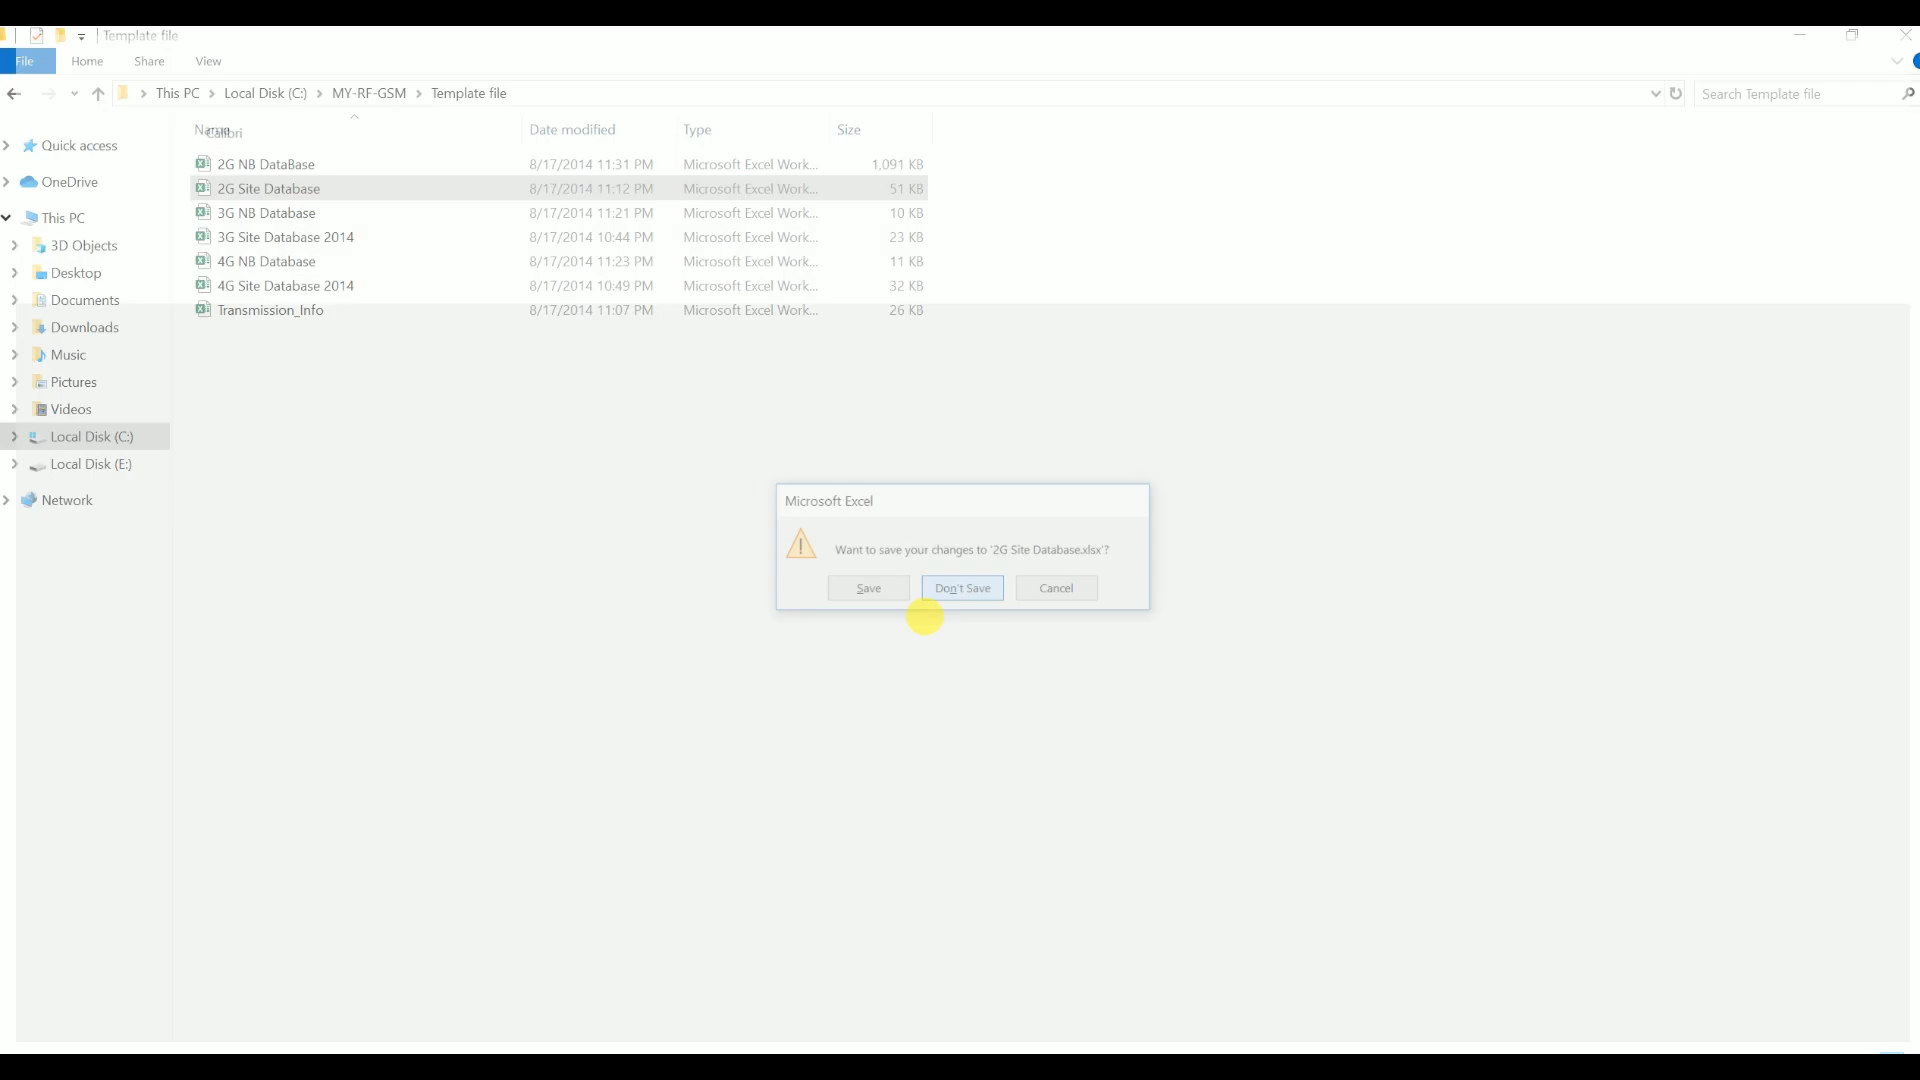 Template file
File Home Share View
This PC Local Disk (C:) MY-RF-GSM Template file Search Template file
Name Date modified Type Size
Calibri
2G NB DataBase 8/17/2014 11:31 PM Microsoft Excel Work... 1,091 KB
2G Site Database 8/17/2014 11:12 PM Microsoft Excel Work... 51 KB
3G NB Database 8/17/2014 11:21 PM Microsoft Excel Work... 10 KB
3G Site Database 2014 8/17/2014 10:44 PM Microsoft Excel Work... 23 KB
4G NB Database 8/17/2014 11:23 PM Microsoft Excel Work... 11 KB
4G Site Database 2014 8/17/2014 10:49 PM Microsoft Excel Work... 32 KB
Transmission_Info 8/17/2014 11:07 PM Microsoft Excel Work... 26 KB
Quick access
OneDrive
This PC
3D Objects
Desktop
Documents
Downloads
Music
Pictures
Videos
Local Disk (C:)
Local Disk (E:)
Network
Microsoft Excel
Want to save your changes to '2G Site Database.xlsx'?
Save Don't Save Cancel